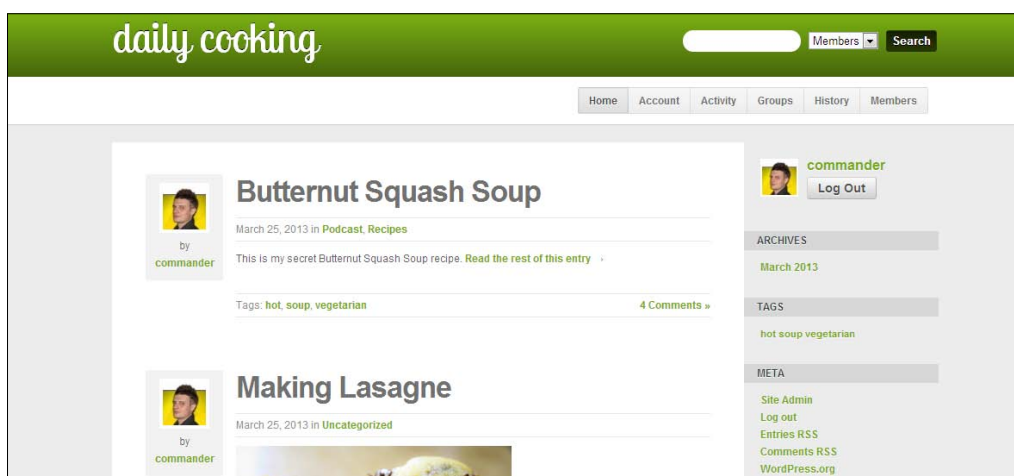 daily cooking
Members Search
Home Account Activity Groups History Members
Butternut Squash Soup
March 25, 2013 in Podcast, Recipes
by
commander
This is my secret Butternut Squash Soup recipe. Read the rest of this entry ›
Tags: hot, soup, vegetarian 4 Comments »
Making Lasagne
March 25, 2013 in Uncategorized
by
commander
commander
Log Out
ARCHIVES
March 2013
TAGS
hot soup vegetarian
META
Site Admin
Log out
Entries RSS
Comments RSS
WordPress.org